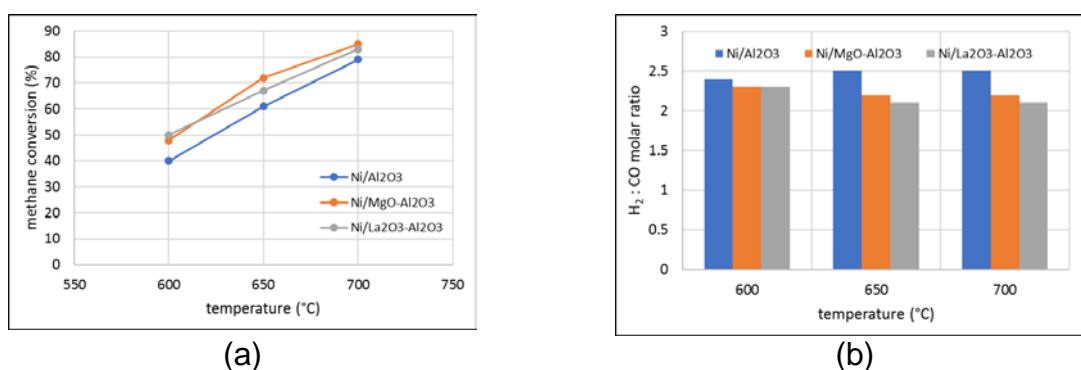 90
80
70
60
50
40
30
20
10
0
methane conversion (%)
Ni/Al2O3
Ni/MgO-Al2O3
Ni/La2O3-Al2O3
550 600 650 700 750
temperature (°C)
(a)
3
2.5
2
1.5
1
0.5
0
H₂ : CO molar ratio
Ni/Al2O3 Ni/MgO-Al2O3 Ni/La2O3-Al2O3
600 650 700
temperature (°C)
(b)